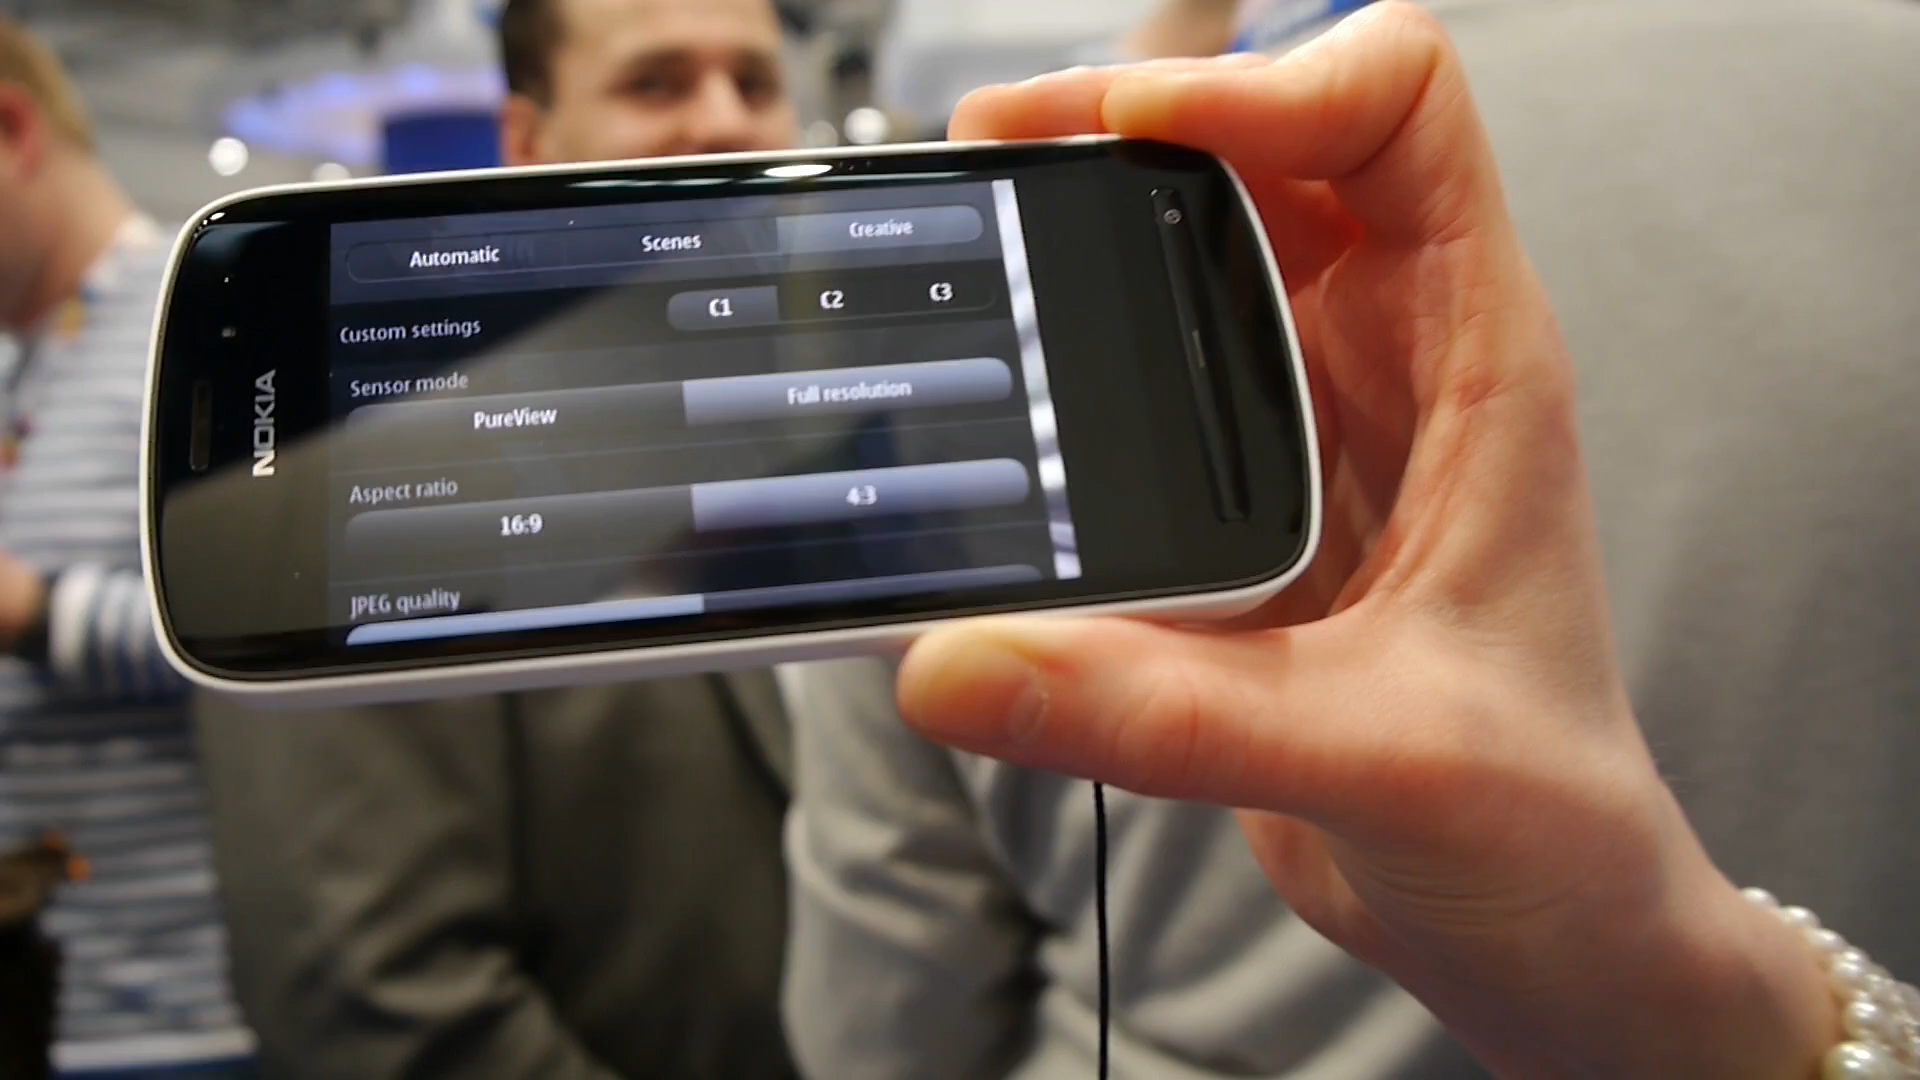 NOKIA
Automatic Scenes Creative
Custom settings C1 C2 C3
Sensor mode
PureView Full resolution
Aspect ratio
16:9 4:3
JPEG quality